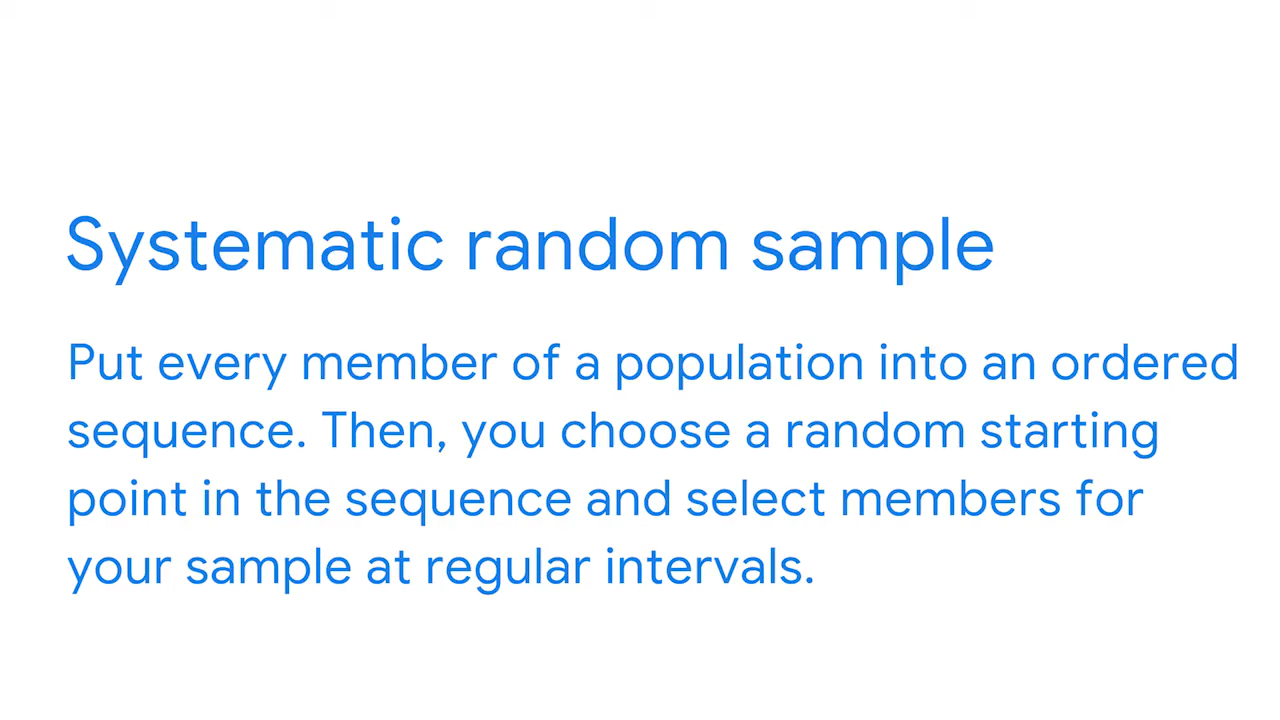 Systematic random sample
Put every member of a population into an ordered
sequence. Then, you choose a random starting
point in the sequence and select members for
your sample at regular intervals.